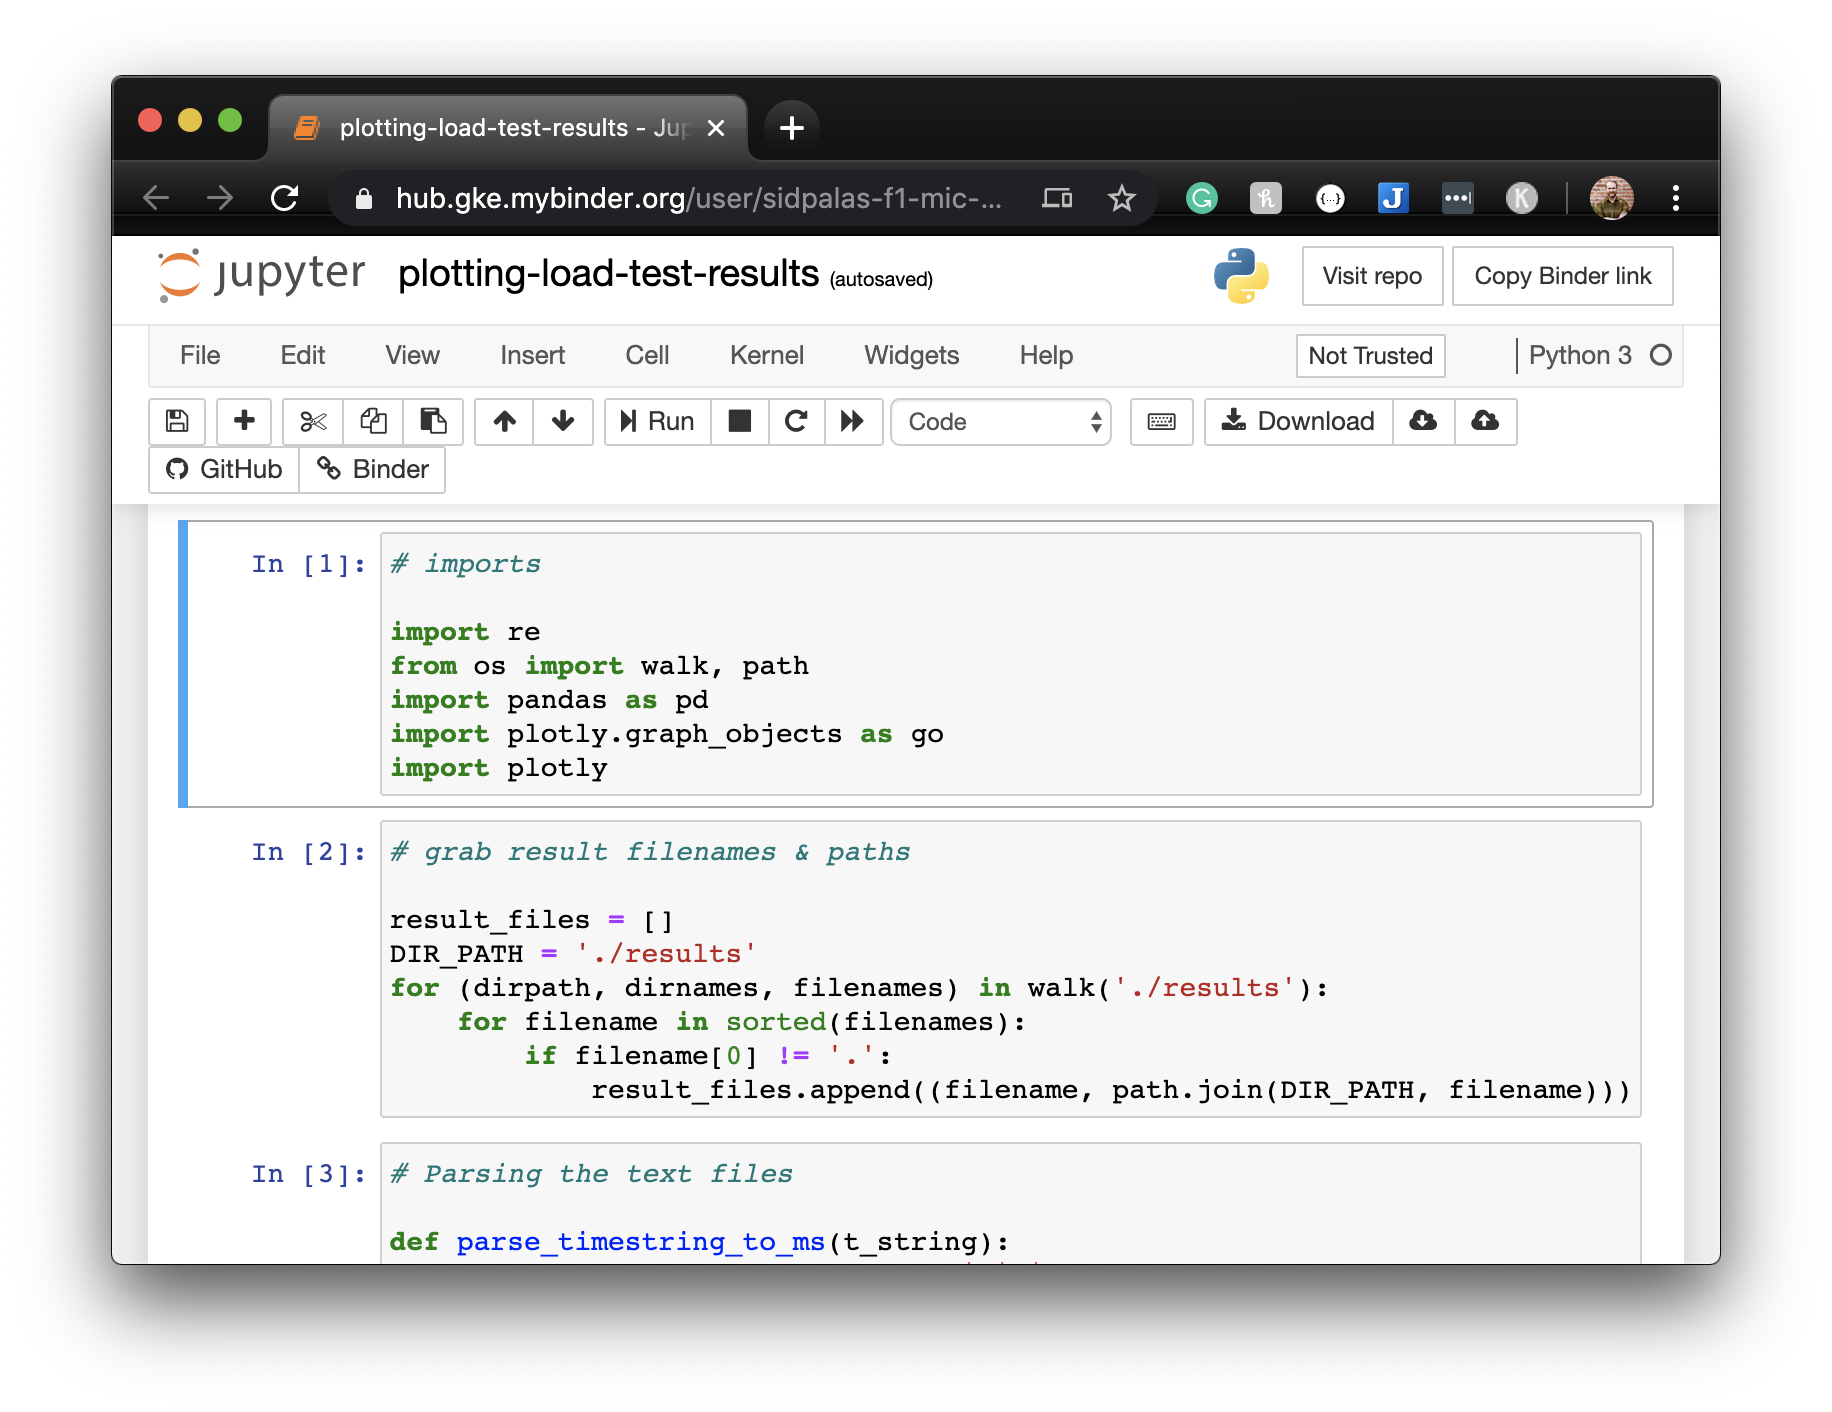 plotting-load-test-results - Jup
hub.gke.mybinder.org/user/sidpalas-f1-mic-...
jupyter plotting-load-test-results (autosaved)
Visit repo
Copy Binder link
File Edit View Insert Cell Kernel Widgets Help
Not Trusted
Python 3
Run
Code
Download
GitHub
Binder
In [1]: # imports
import re
from os import walk, path
import pandas as pd
import plotly.graph_objects as go
import plotly
In [2]: # grab result filenames & paths
result_files = []
DIR_PATH = './results'
for (dirpath, dirnames, filenames) in walk('./results'):
    for filename in sorted(filenames):
        if filename[0] != '.':
            result_files.append((filename, path.join(DIR_PATH, filename)))
In [3]: # Parsing the text files
def parse_timestring_to_ms(t_string):